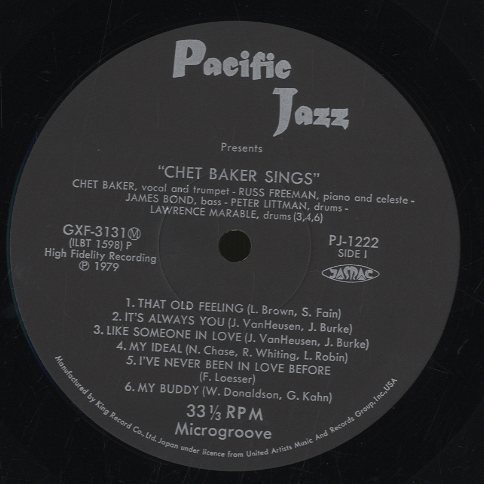 Pacific
Jazz
Presents
"CHET BAKER SINGS"
CHET BAKER, vocal and trumpet - RUSS FREEMAN, piano and celeste -
JAMES BOND, bass - PETER LITTMAN, drums -
LAWRENCE MARABLE, drums (3,4,6)
GXF-3131 Ⓜ
(ILBT 1598) P
High Fidelity Recording
℗ 1979
PJ-1222
SIDE I
JASRAC
1. THAT OLD FEELING (L. Brown, S. Fain)
2. IT'S ALWAYS YOU (J. VanHeusen, J. Burke)
3. LIKE SOMEONE IN LOVE (J. VanHeusen, J. Burke)
4. MY IDEAL (N. Chase, R. Whiting, L. Robin)
5. I'VE NEVER BEEN IN LOVE BEFORE
(F. Loesser)
6. MY BUDDY (W. Donaldson, G. Kahn)
33⅓ RPM
Microgroove
Manufactured by King Record Co., Ltd. Japan under licence from United Artists Music And Records Group, Inc. USA